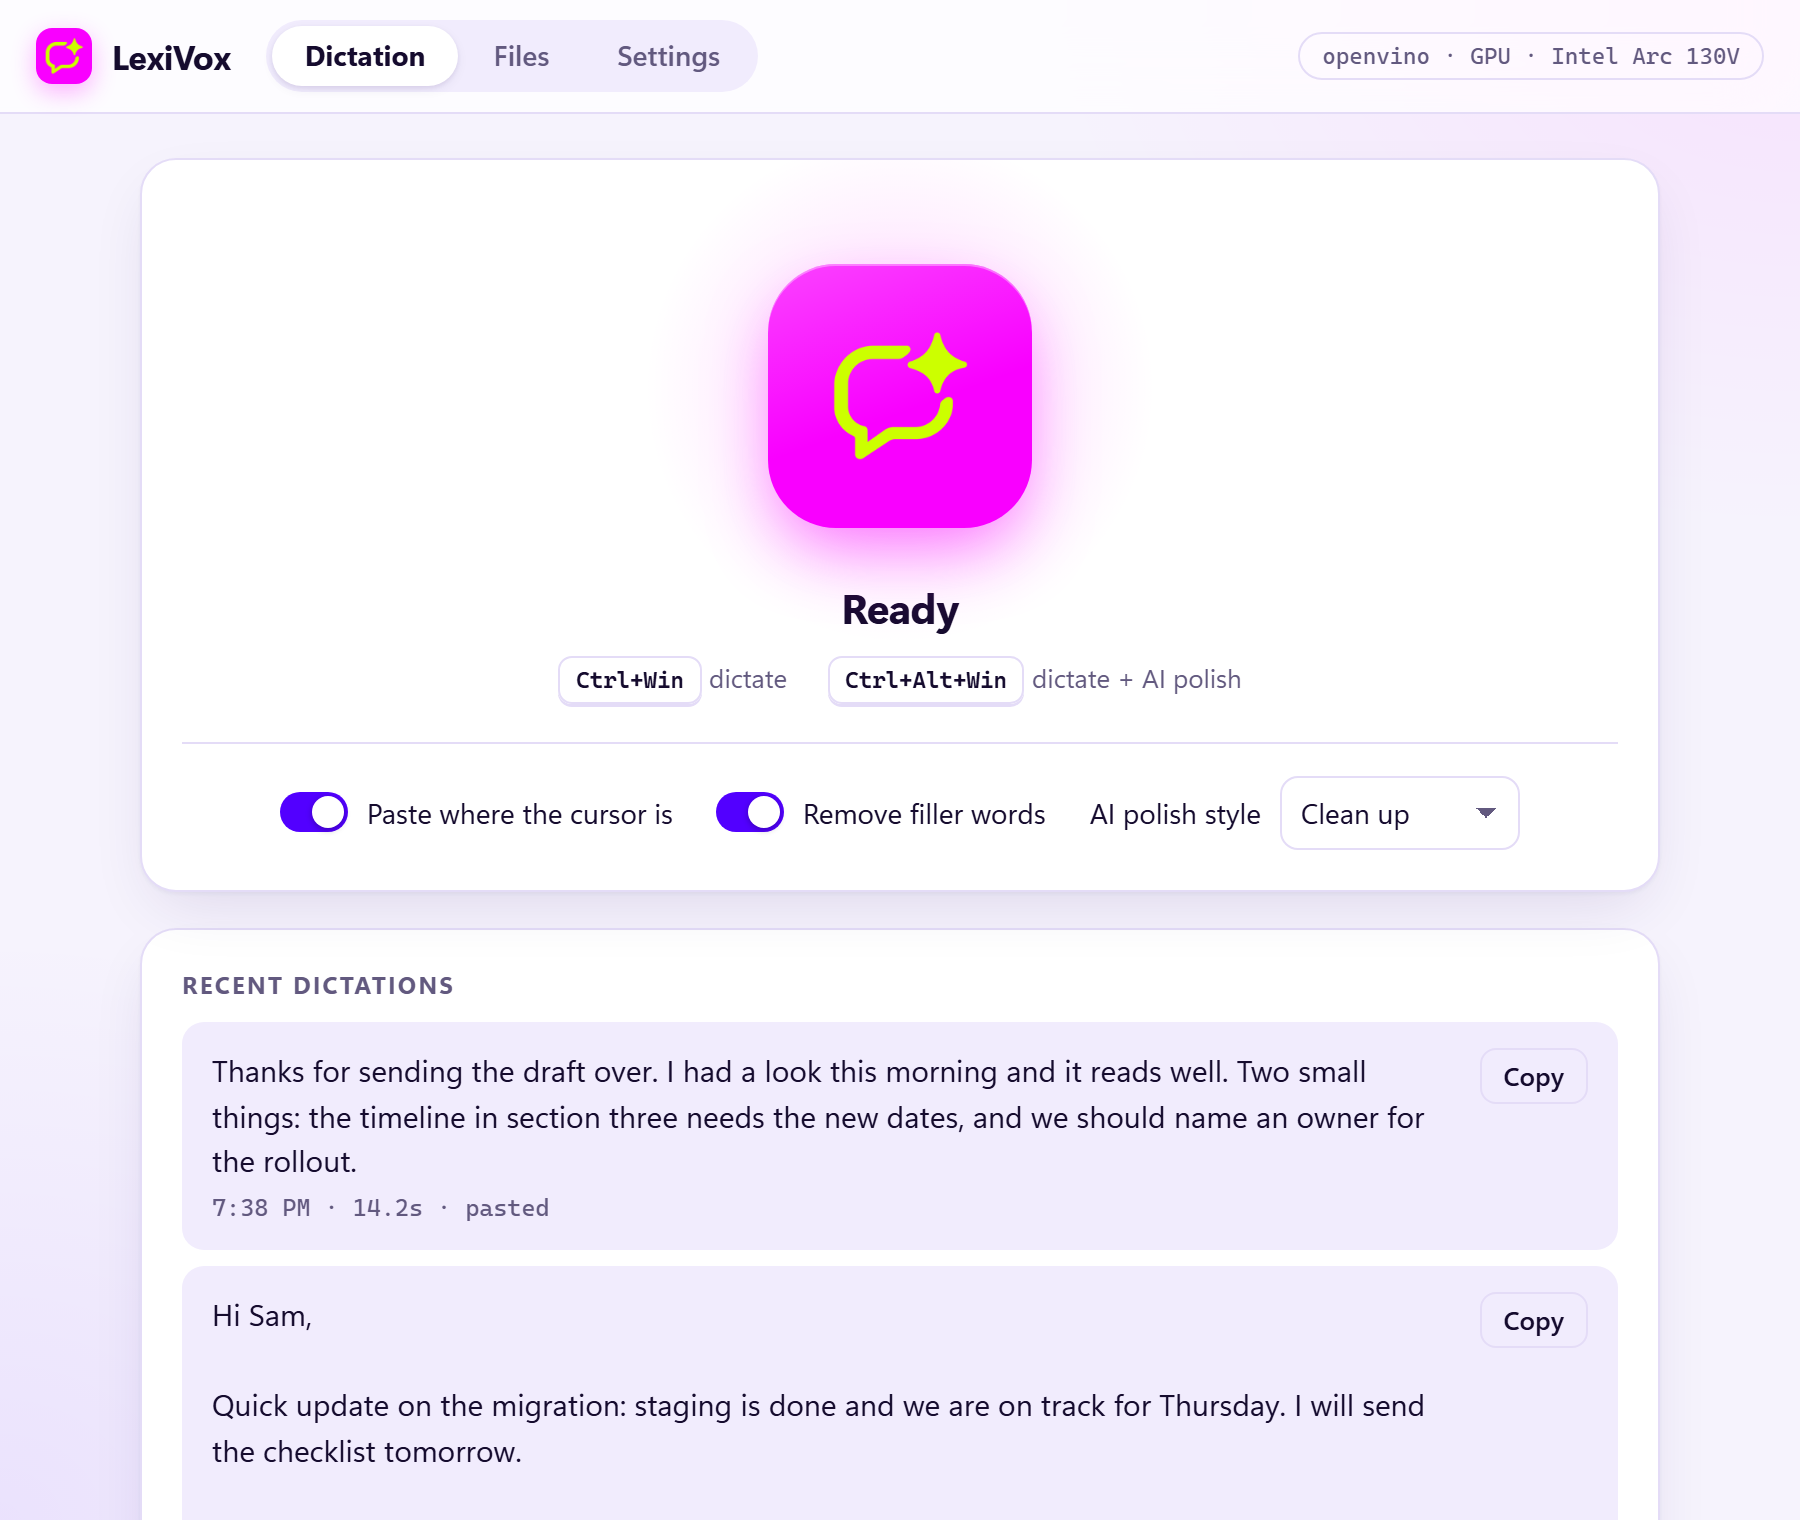 LexiVox
Dictation
Files
Settings
openvino · GPU · Intel Arc 130V
Ready
Ctrl+Win dictate
Ctrl+Alt+Win dictate + AI polish
Paste where the cursor is
Remove filler words
AI polish style
Clean up
RECENT DICTATIONS
Thanks for sending the draft over. I had a look this morning and it reads well. Two small
things: the timeline in section three needs the new dates, and we should name an owner for
the rollout.
7:38 PM · 14.2s · pasted
Copy
Hi Sam,
Quick update on the migration: staging is done and we are on track for Thursday. I will send
the checklist tomorrow.
Copy